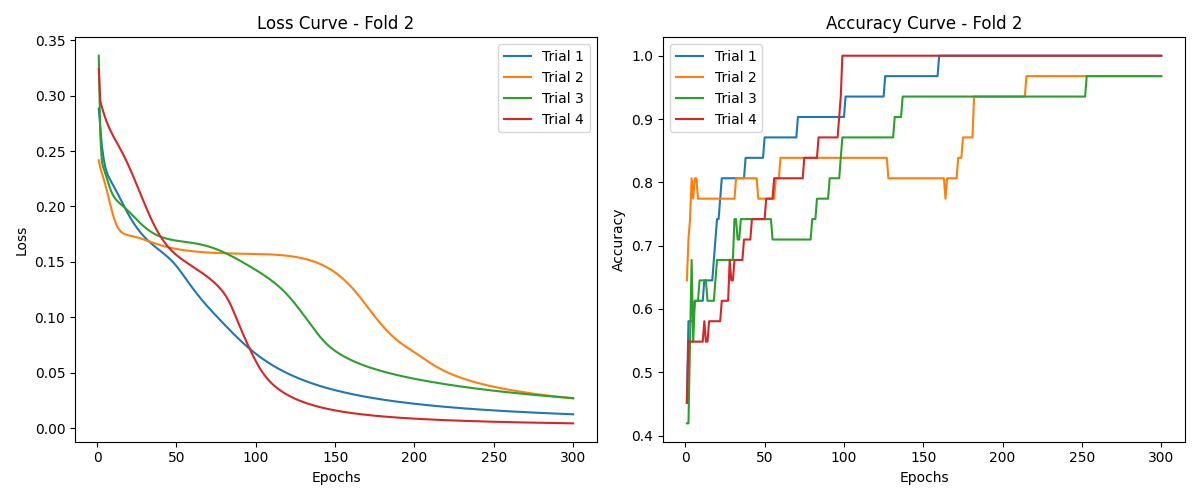 Loss Curve - Fold 2
Loss
0.35
0.30
0.25
0.20
0.15
0.10
0.05
0.00
0
50
100
150
200
250
300
Epochs
Trial 1
Trial 2
Trial 3
Trial 4
Accuracy Curve - Fold 2
Accuracy
1.0
0.9
0.8
0.7
0.6
0.5
0.4
0
50
100
150
200
250
300
Epochs
Trial 1
Trial 2
Trial 3
Trial 4